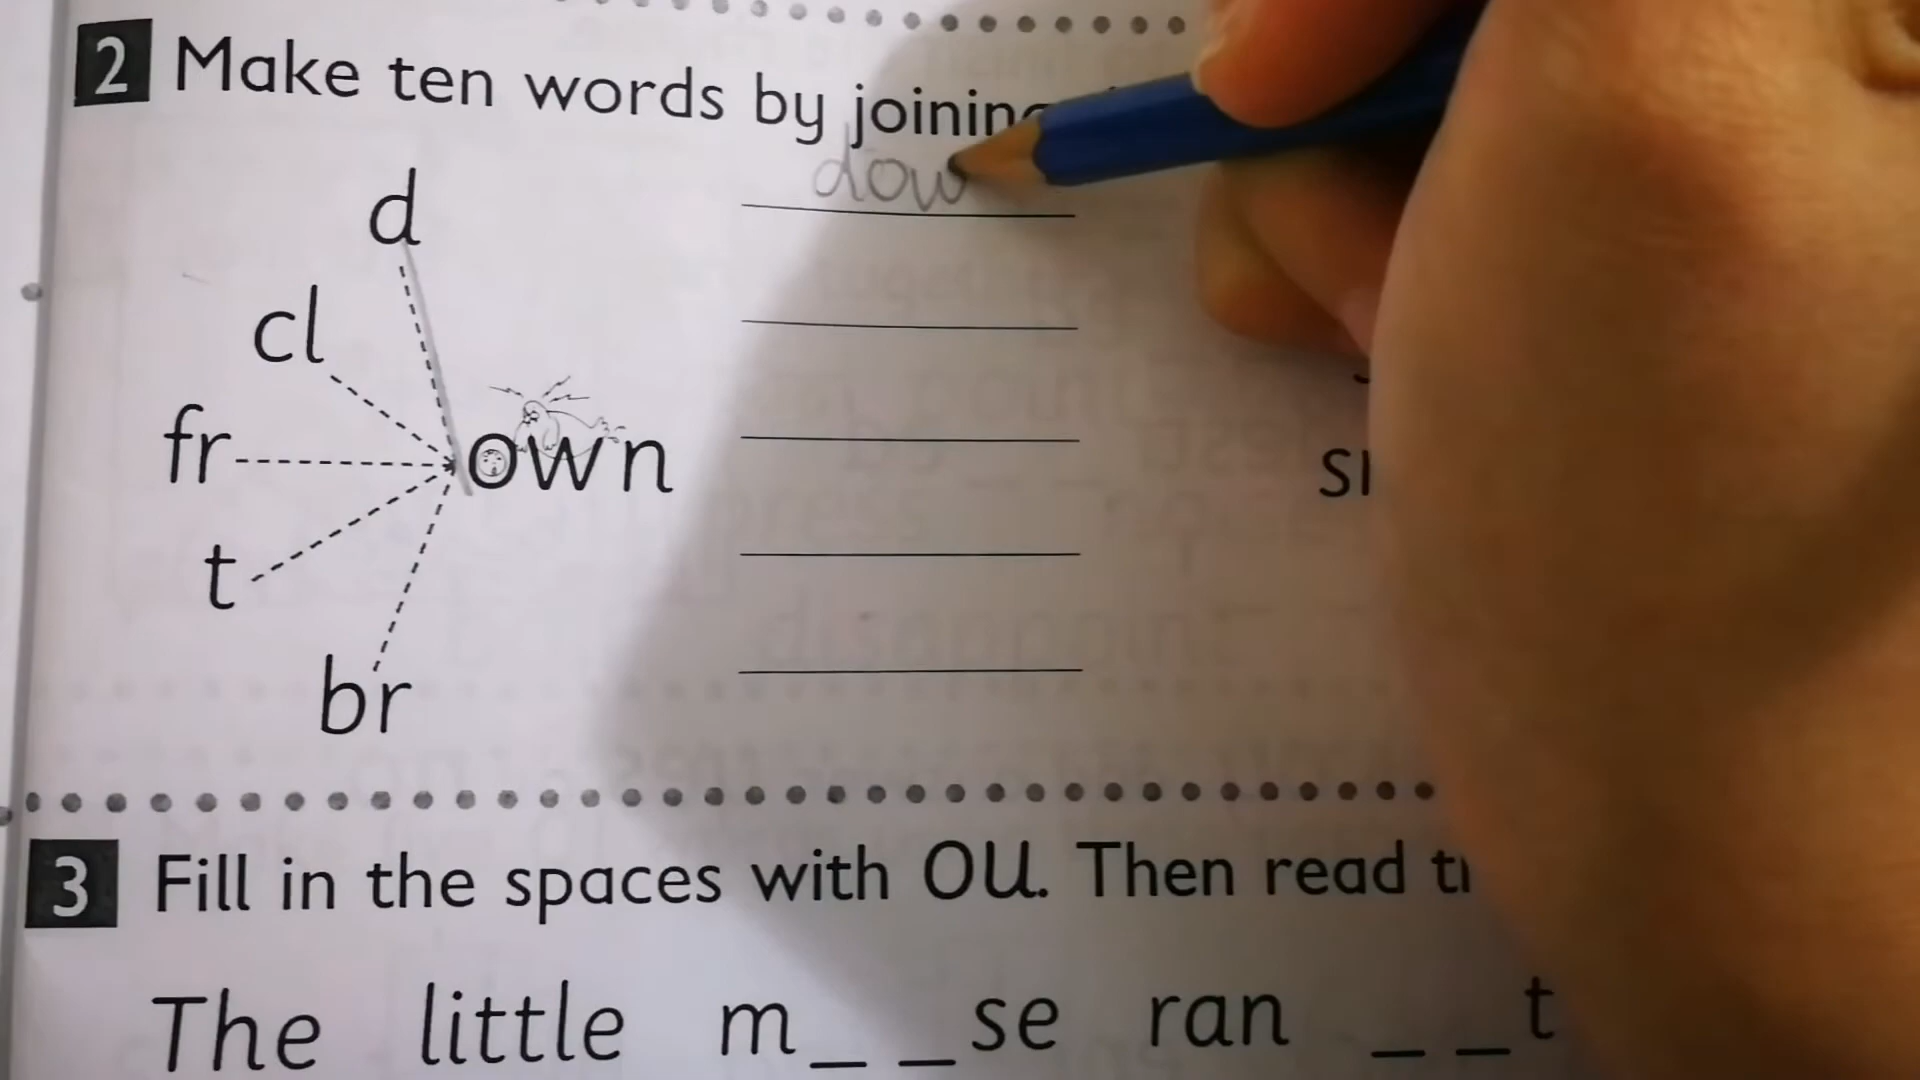 2 Make ten words by joining
dow
d
cl
fr
own
t
br
3 Fill in the spaces with OU. Then read
The little m_ _se ran _ _t